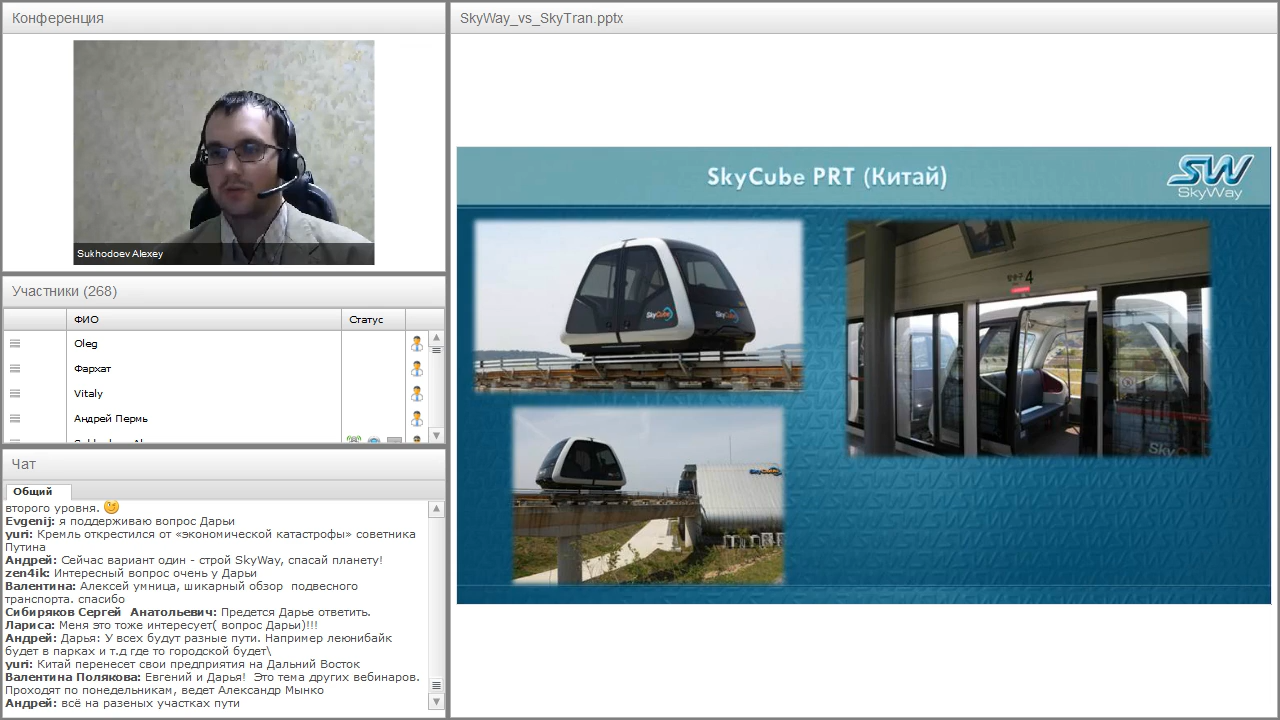 Конференция
Sukhodoev Alexey
Участники (268)
ФИО
Статус
Oleg
Фархат
Vitaly
Андрей Пермь
Чат
Общий
второго уровня.
Evgenij: я поддерживаю вопрос Дарьи
yuri: Кремль открестился от «экономической катастрофы» советника
Путина
Андрей: Сейчас вариант один - строй SkyWay, спасай планету!
zen4ik: Интересный вопрос очень у Дарьи
Валентина: Алексей умница, шикарный обзор подвесного
транспорта. спасибо
Сибиряков Сергей Анатольевич: Предется Дарье ответить.
Лариса: Меня это тоже интересует( вопрос Дарьи)!!!
Андрей: Дарья: У всех будут разные пути. Например леюнибайк
будет в парках и т.д где то городской будет\
yuri: Китай перенесет свои предприятия на Дальний Восток
Валентина Полякова: Евгений и Дарья! Это тема других вебинаров.
Проходят по понедельникам, ведет Александр Мынко
Андрей: всё на разеных участках пути
SkyWay_vs_SkyTran.pptx
SkyCube PRT (Китай)
SW
SkyWay
SkyCube
SkyCube
4
SkyCube